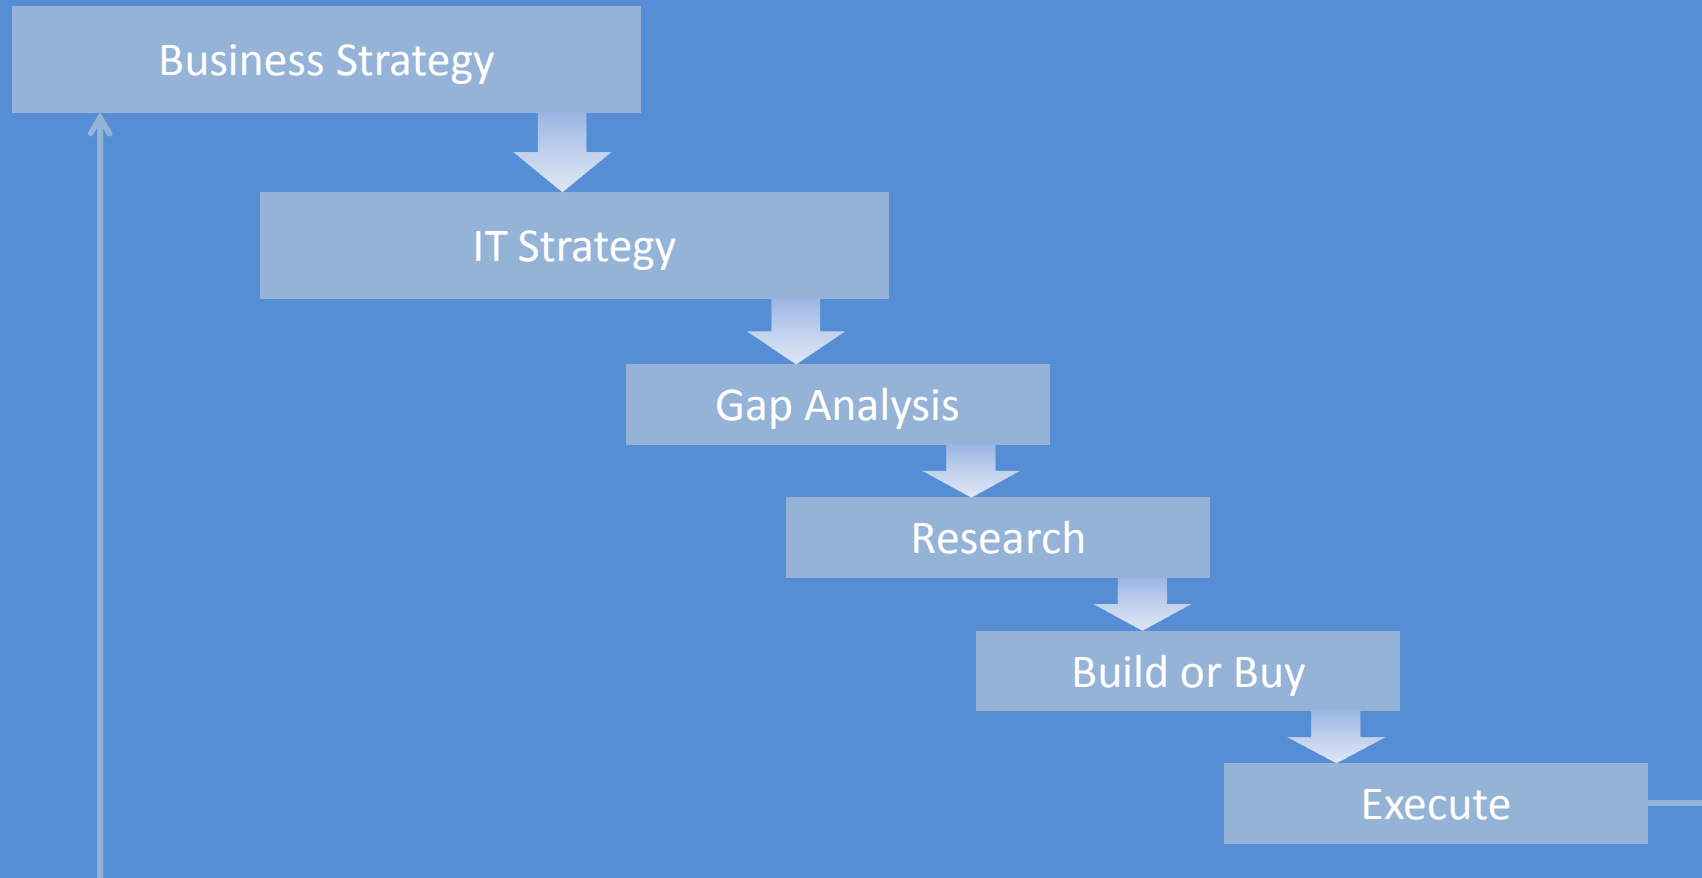 Business Strategy
IT Strategy
Gap Analysis
Research
Build or Buy
Execute